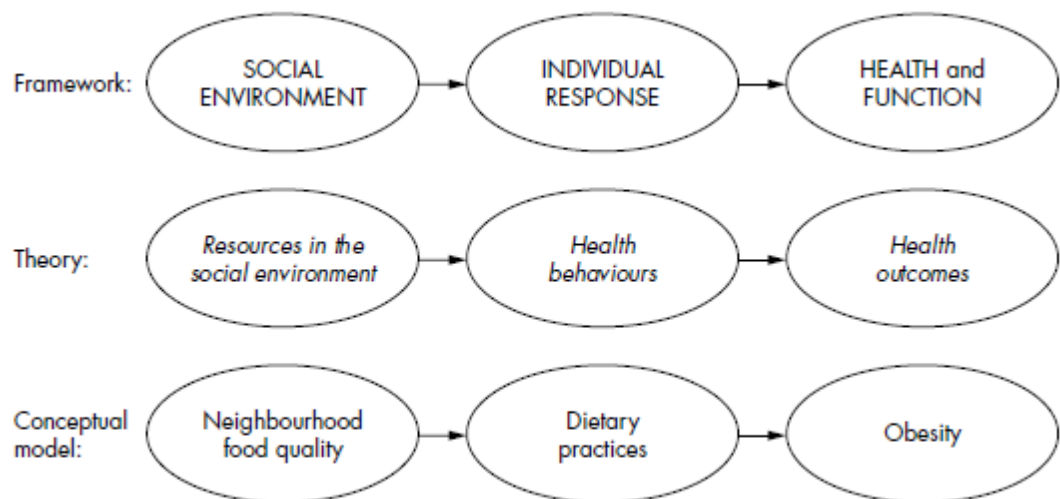 Framework:
SOCIAL
ENVIRONMENT
INDIVIDUAL
RESPONSE
HEALTH and
FUNCTION
Theory:
Resources in the
social environment
Health
behaviours
Health
outcomes
Conceptual
model:
Neighbourhood
food quality
Dietary
practices
Obesity